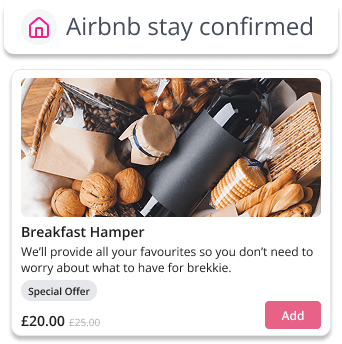 Airbnb stay confirmed
Breakfast Hamper
We'll provide all your favourites so you don't need to
worry about what to have for brekkie.
Special Offer
£20.00 £25.00
Add